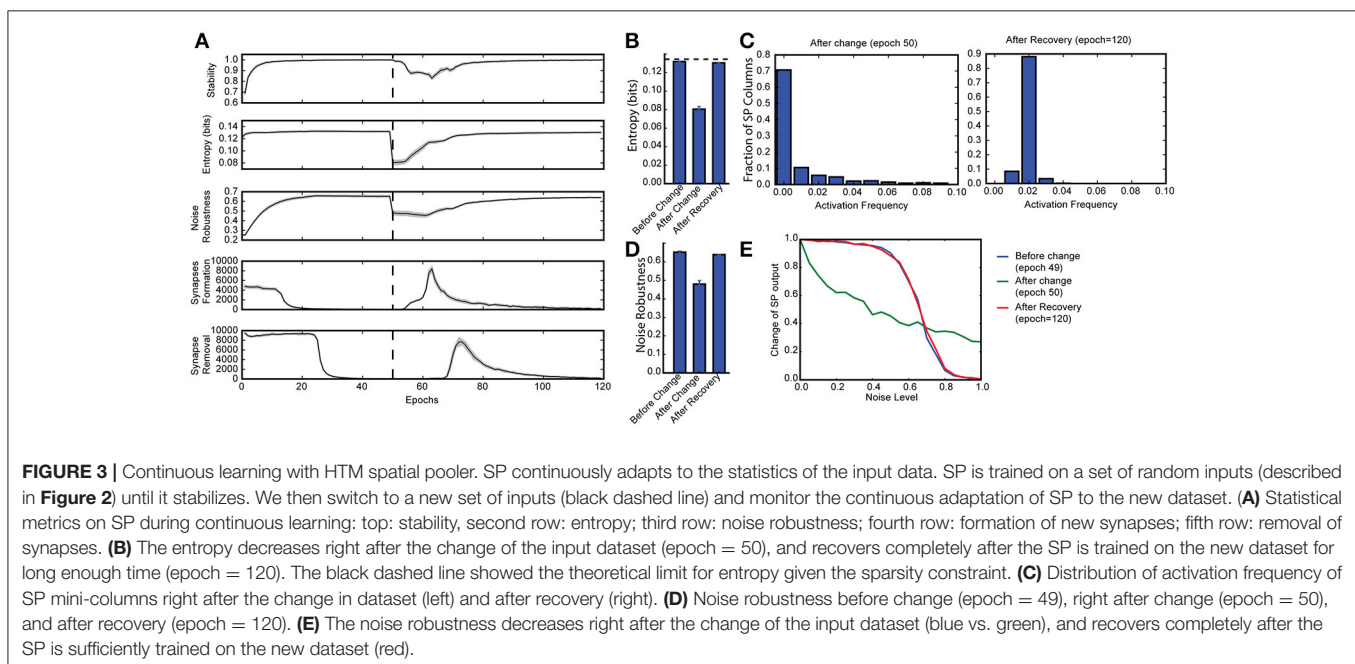 A
Stability
1.0
0.9
0.8
0.7
0.6
Entropy (bits)
0.14
0.12
0.10
0.08
Noise
Robustness
0.7
0.6
0.5
0.4
0.3
0.2
Synapses
Formation
10000
8000
6000
4000
2000
0
Synapse
Removal
10000
8000
6000
4000
2000
0
0 20 40 60 80 100 120
Epochs
B
Entropy (bits)
0.12
0.10
0.08
0.06
0.04
0.02
0.00
Before Change
After Change
After Recovery
C
After change (epoch 50)
Fraction of SP Columns
0.8
0.7
0.6
0.5
0.4
0.3
0.2
0.1
0.0
0.00 0.02 0.04 0.06 0.08 0.10
Activation Frequency
After Recovery (epoch=120)
0.9
0.8
0.7
0.6
0.5
0.4
0.3
0.2
0.1
0.0
0.00 0.02 0.04 0.06 0.08 0.10
Activation Frequency
D
Noise Robustness
0.6
0.5
0.4
0.3
0.2
0.1
0.0
Before Change
After Change
After Recovery
E
Change of SP output
1.0
0.8
0.6
0.4
0.2
0.0
0.0 0.2 0.4 0.6 0.8 1.0
Noise Level
Before change
(epoch 49)
After change
(epoch 50)
After Recovery
(epoch=120)
FIGURE 3 | Continuous learning with HTM spatial pooler. SP continuously adapts to the statistics of the input data. SP is trained on a set of random inputs (described
in Figure 2) until it stabilizes. We then switch to a new set of inputs (black dashed line) and monitor the continuous adaptation of SP to the new dataset. (A) Statistical
metrics on SP during continuous learning: top: stability, second row: entropy; third row: noise robustness; fourth row: formation of new synapses; fifth row: removal of
synapses. (B) The entropy decreases right after the change of the input dataset (epoch = 50), and recovers completely after the SP is trained on the new dataset for
long enough time (epoch = 120). The black dashed line showed the theoretical limit for entropy given the sparsity constraint. (C) Distribution of activation frequency of
SP mini-columns right after the change in dataset (left) and after recovery (right). (D) Noise robustness before change (epoch = 49), right after change (epoch = 50),
and after recovery (epoch = 120). (E) The noise robustness decreases right after the change of the input dataset (blue vs. green), and recovers completely after the
SP is sufficiently trained on the new dataset (red).